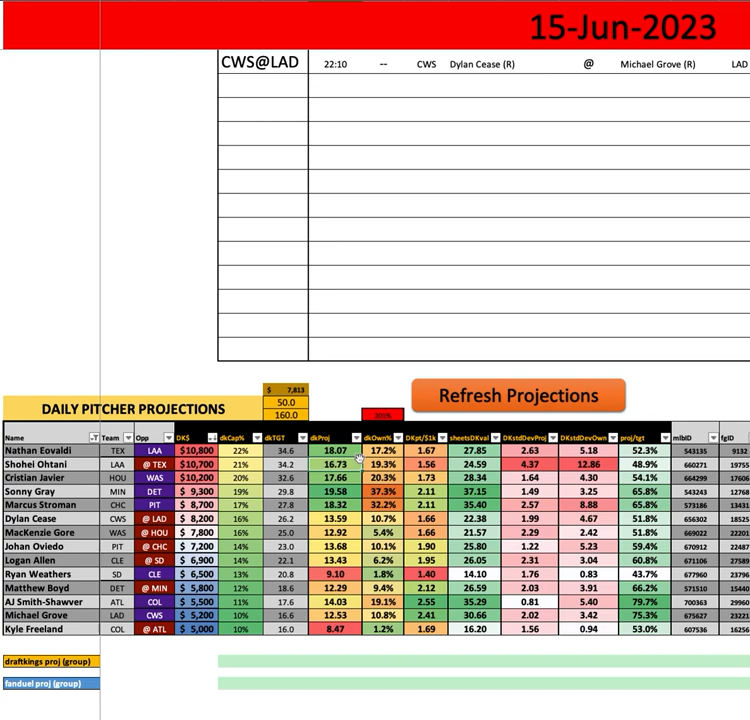 15-Jun-2023
CWS@LAD 22:10 -- CWS Dylan Cease (R) @ Michael Grove (R) LAD
$ 7,813
DAILY PITCHER PROJECTIONS 50.0 Refresh Projections
160.0
Name Team Opp DK$ dkCap% dkTGT dkProj dkOwn% DKpt/$1k sheetsDKval DKstdDevProj DKstdDevOwn proj/tgt mlbID fgID
Nathan Eovaldi TEX LAA $10,800 22% 34.6 18.07 17.2% 1.67 27.85 2.63 5.18 52.3% 543135 9132
Shohei Ohtani LAA @ TEX $10,700 21% 34.2 16.73 19.3% 1.56 24.59 4.37 12.86 48.9% 660271 19755
Cristian Javier HOU WAS $10,200 20% 32.6 17.66 20.3% 1.73 28.34 1.64 4.30 54.1% 664299 17606
Sonny Gray MIN DET $ 9,300 19% 29.8 19.58 37.3% 2.11 37.15 1.49 3.25 65.8% 543243 12768
Marcus Stroman CHC PIT $ 8,700 17% 27.8 18.32 32.2% 2.11 35.40 2.57 8.88 65.8% 573186 13431
Dylan Cease CWS @ LAD $ 8,200 16% 26.2 13.59 10.7% 1.66 22.38 1.99 4.67 51.8% 656302 18525
MacKenzie Gore WAS @ HOU $ 7,800 16% 25.0 12.92 5.4% 1.66 21.57 2.29 2.42 51.8% 669022 22201
Johan Oviedo PIT @ CHC $ 7,200 14% 23.0 13.68 10.1% 1.90 25.80 1.22 5.23 59.4% 670912 22487
Logan Allen CLE @ SD $ 6,900 14% 22.1 13.43 6.2% 1.95 26.05 2.31 3.04 60.8% 671106 27589
Ryan Weathers SD CLE $ 6,500 13% 20.8 9.10 1.8% 1.40 14.10 1.76 0.83 43.7% 677960 23796
Matthew Boyd DET @ MIN $ 5,800 12% 18.6 12.29 9.4% 2.12 26.59 2.03 3.91 66.2% 571510 15440
AJ Smith-Shawver ATL COL $ 5,500 11% 17.6 14.03 19.1% 2.55 35.29 0.81 5.40 79.7% 700363 29960
Michael Grove LAD CWS $ 5,200 10% 16.6 12.53 10.8% 2.41 30.66 2.02 3.42 75.3% 675627 23221
Kyle Freeland COL @ ATL $ 5,000 10% 16.0 8.47 1.2% 1.69 16.20 1.56 0.94 53.0% 607536 16256
draftkings proj (group)
fanduel proj (group)